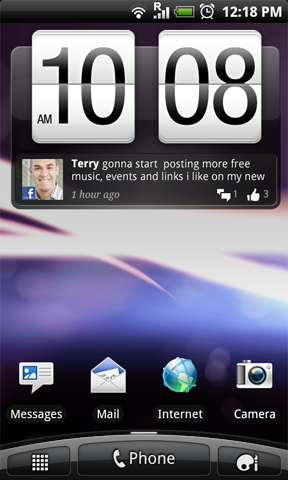 R
12:18 PM
AM
10 08
Terry gonna start posting more free
music, events and links i like on my new
1 hour ago
1
3
f
Messages
Mail
Internet
Camera
Phone